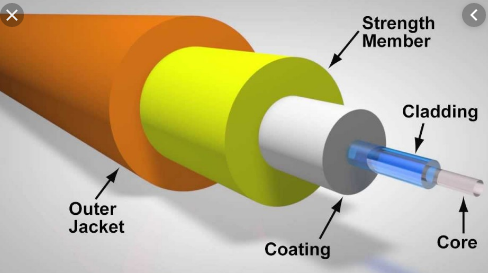 Strength
Member
Cladding
Outer
Jacket
Coating
Core